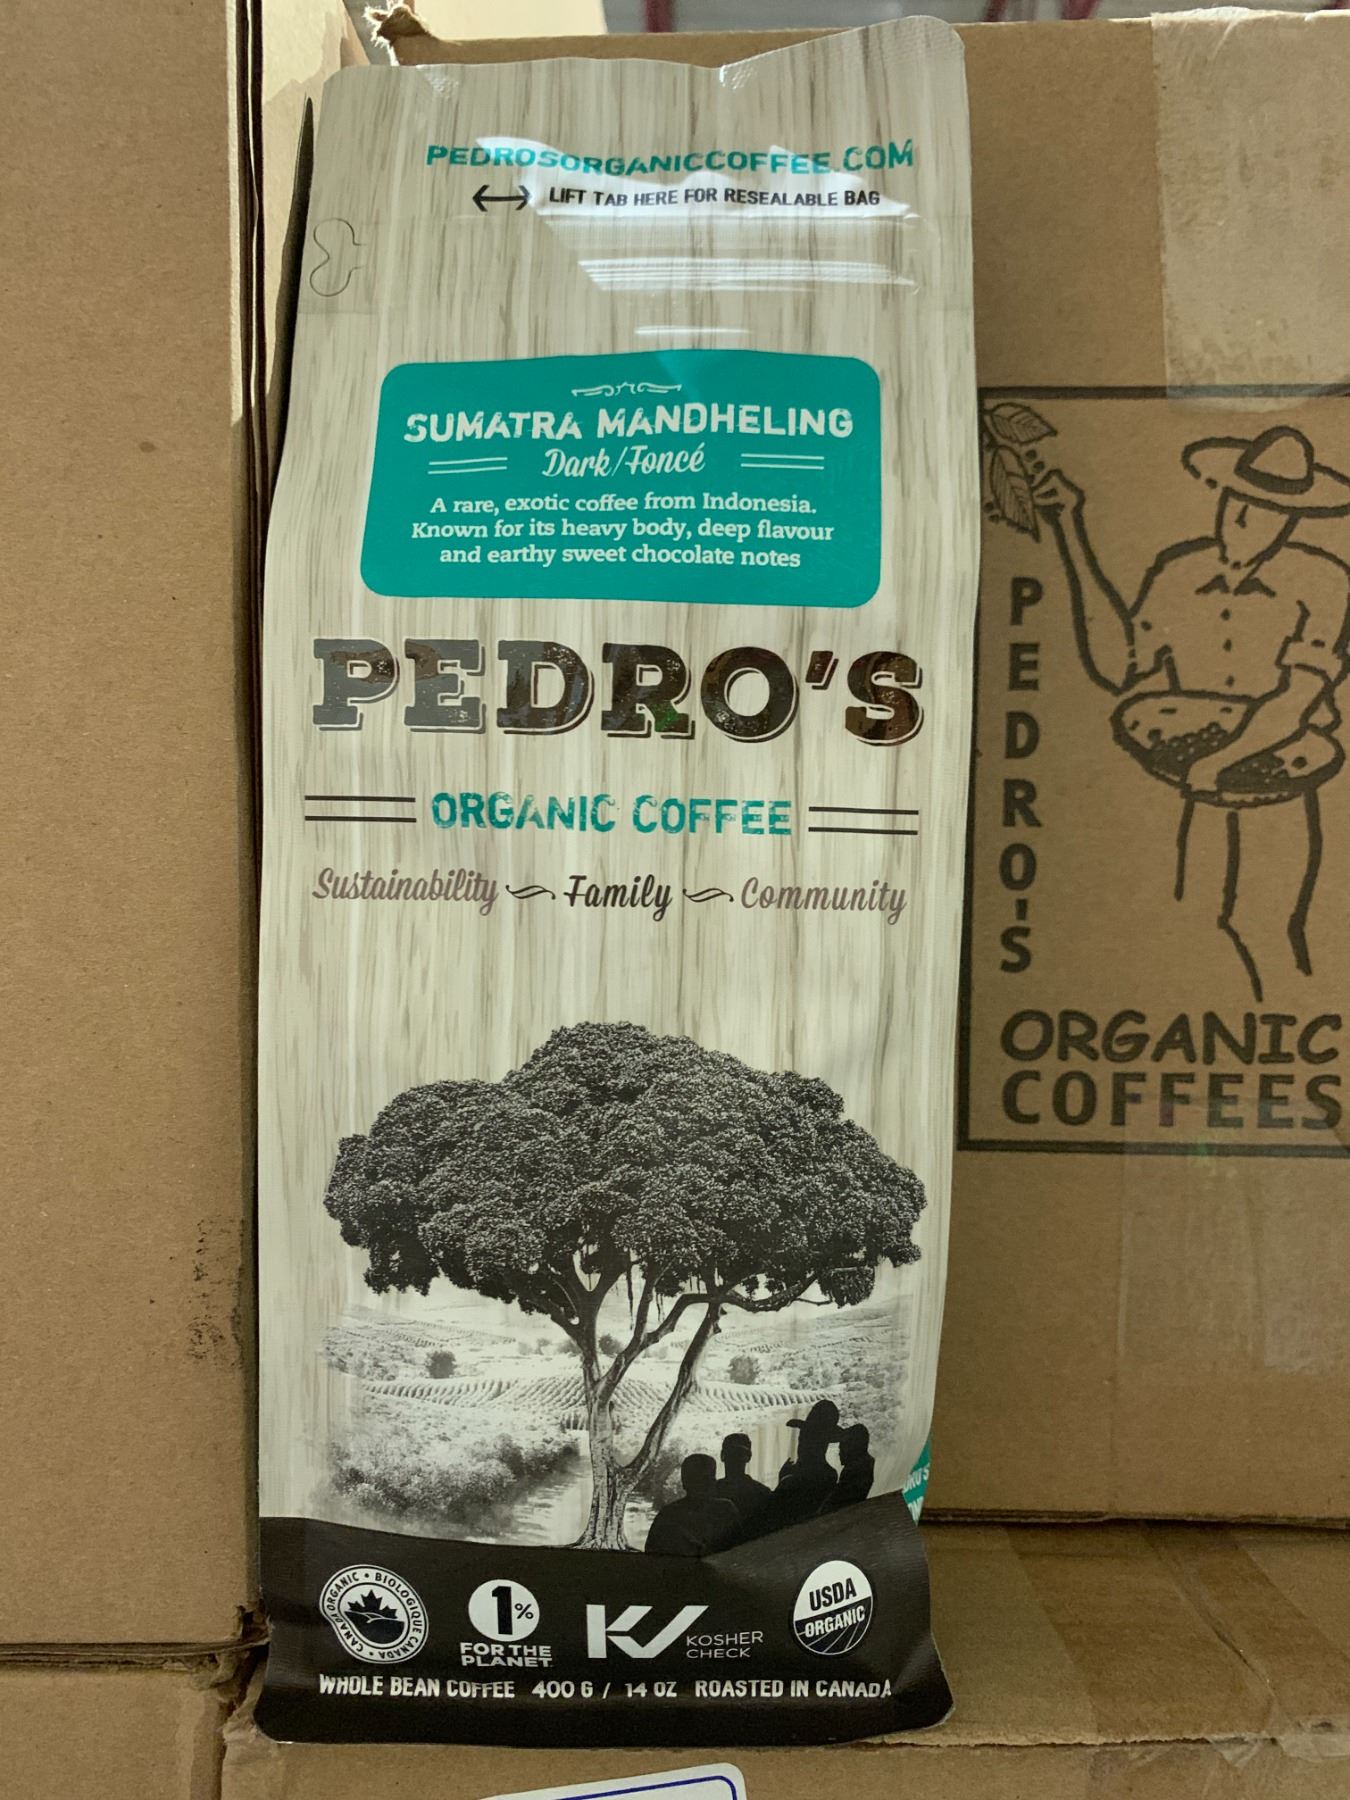 PEDROSORGANICCOFFEE.COM
LIFT TAB HERE FOR RESEALABLE BAG
SUMATRA MANDHELING
Dark/Foncé
A rare, exotic coffee from Indonesia.
Known for its heavy body, deep flavour
and earthy sweet chocolate notes
PEDRO'S
ORGANIC COFFEE
Sustainability Family Community
CANADA ORGANIC • BIOLOGIQUE CANADA •
1%
FOR THE
PLANET
KOSHER
CHECK
USDA
ORGANIC
WHOLE BEAN COFFEE 400 G / 14 OZ ROASTED IN CANADA
PEDRO'S
ORGANIC
COFFEES